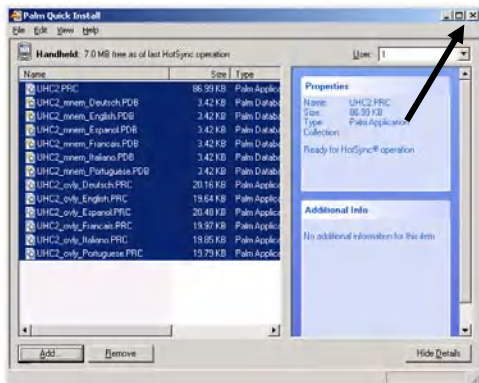 Palm Quick Install
File Edit View Help
Handheld: 7.0 MB free as of last HotSync operation
User: 1
Name Size Type
UHC2.PRC 86.99 KB Palm Applica
UHC2_mnem_Deutsch.PDB 3.42 KB Palm Databa
UHC2_mnem_English.PDB 3.42 KB Palm Databa
UHC2_mnem_Espanol.PDB 3.42 KB Palm Databa
UHC2_mnem_Francais.PDB 3.42 KB Palm Databa
UHC2_mnem_Italiano.PDB 3.42 KB Palm Databa
UHC2_mnem_Portuguese.PDB 3.42 KB Palm Databa
UHC2_ovly_Deutsch.PRC 20.16 KB Palm Applica
UHC2_ovly_English.PRC 19.64 KB Palm Applica
UHC2_ovly_Espanol.PRC 20.48 KB Palm Applica
UHC2_ovly_Francais.PRC 19.97 KB Palm Applica
UHC2_ovly_Italiano.PRC 19.85 KB Palm Applica
UHC2_ovly_Portuguese.PRC 19.79 KB Palm Applica
Properties
Name: UHC2.PRC
Size: 86.99 KB
Type: Palm Application
Collection:
Ready for HotSync® operation
Additional Info
No additional information for this item
Add... Remove
Hide Details